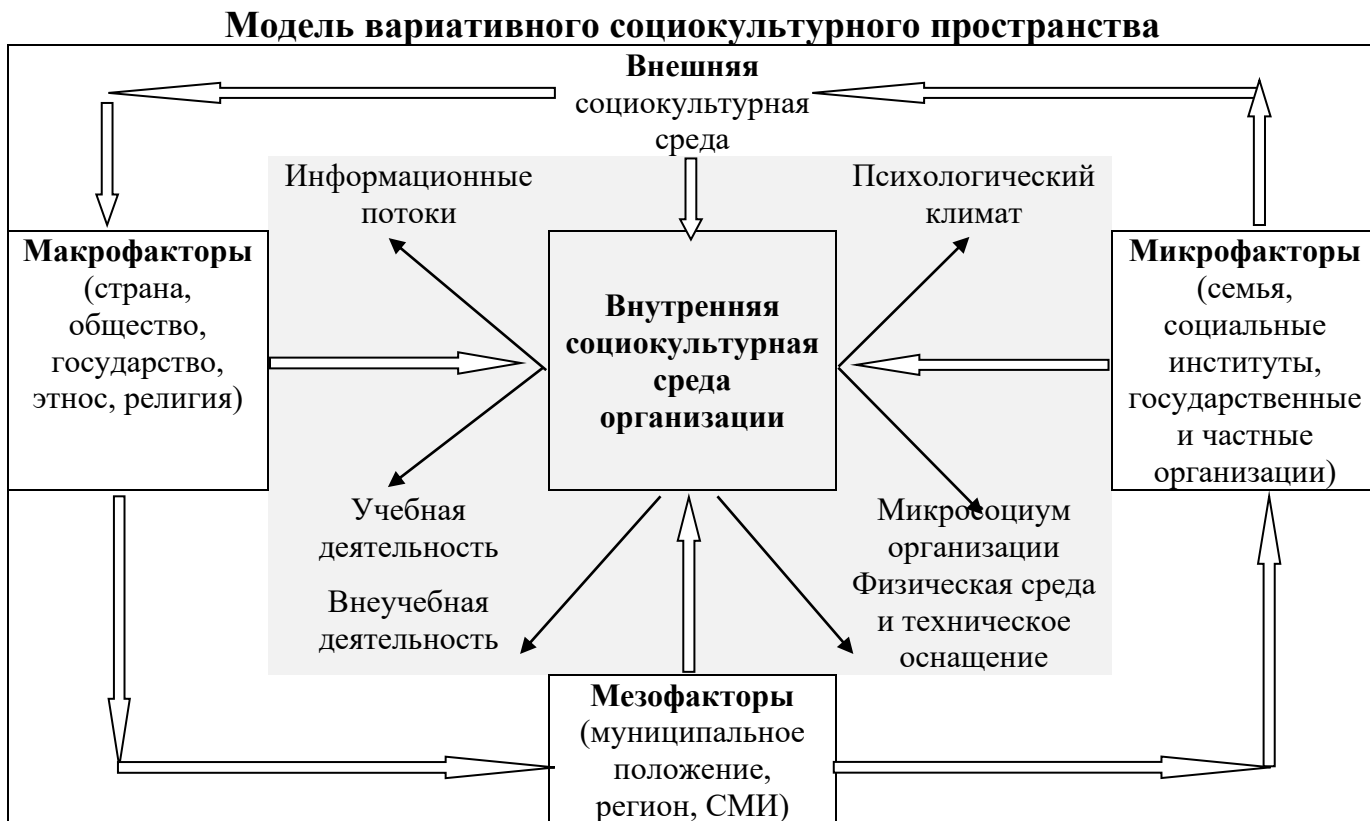 Модель вариативного социокультурного пространства
Внешняя
социокультурная
среда
Информационные
потоки
Психологический
климат
Макрофакторы
(страна,
общество,
государство,
этнос, религия)
Внутренняя
социокультурная
среда
организации
Микрофакторы
(семья,
социальные
институты,
государственные
и частные
организации)
Учебная
деятельность
Внеучебная
деятельность
Микросоциум
организации
Физическая среда
и техническое
оснащение
Мезофакторы
(муниципальное
положение,
регион, СМИ)